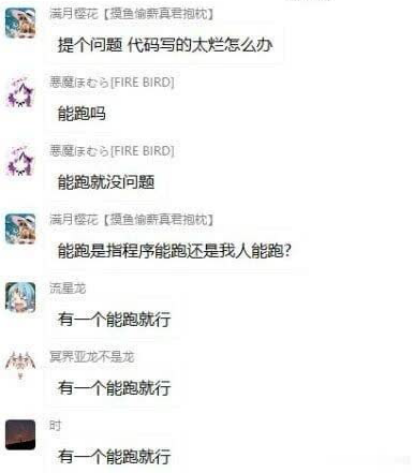 满月樱花【摸鱼偷薪真君抱枕】
提个问题 代码写的太烂怎么办
悪魔ほむら[FIRE BIRD]
能跑吗
悪魔ほむら[FIRE BIRD]
能跑就没问题
满月樱花【摸鱼偷薪真君抱枕】
能跑是指程序能跑还是我人能跑?
流星龙
有一个能跑就行
冥界亚龙不是龙
有一个能跑就行
时
有一个能跑就行